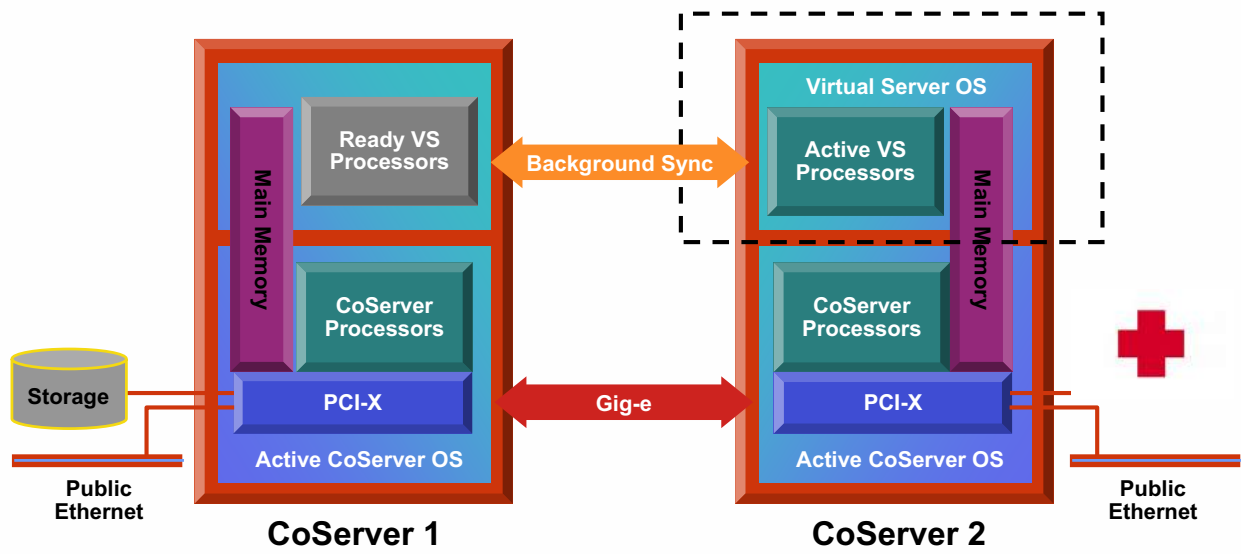 Ready VS
Processors
Main Memory
CoServer
Processors
PCI-X
Active CoServer OS
Storage
Public
Ethernet
CoServer 1
Background Sync
Gig-e
Virtual Server OS
Active VS
Processors
Main Memory
CoServer
Processors
PCI-X
Active CoServer OS
Public
Ethernet
CoServer 2